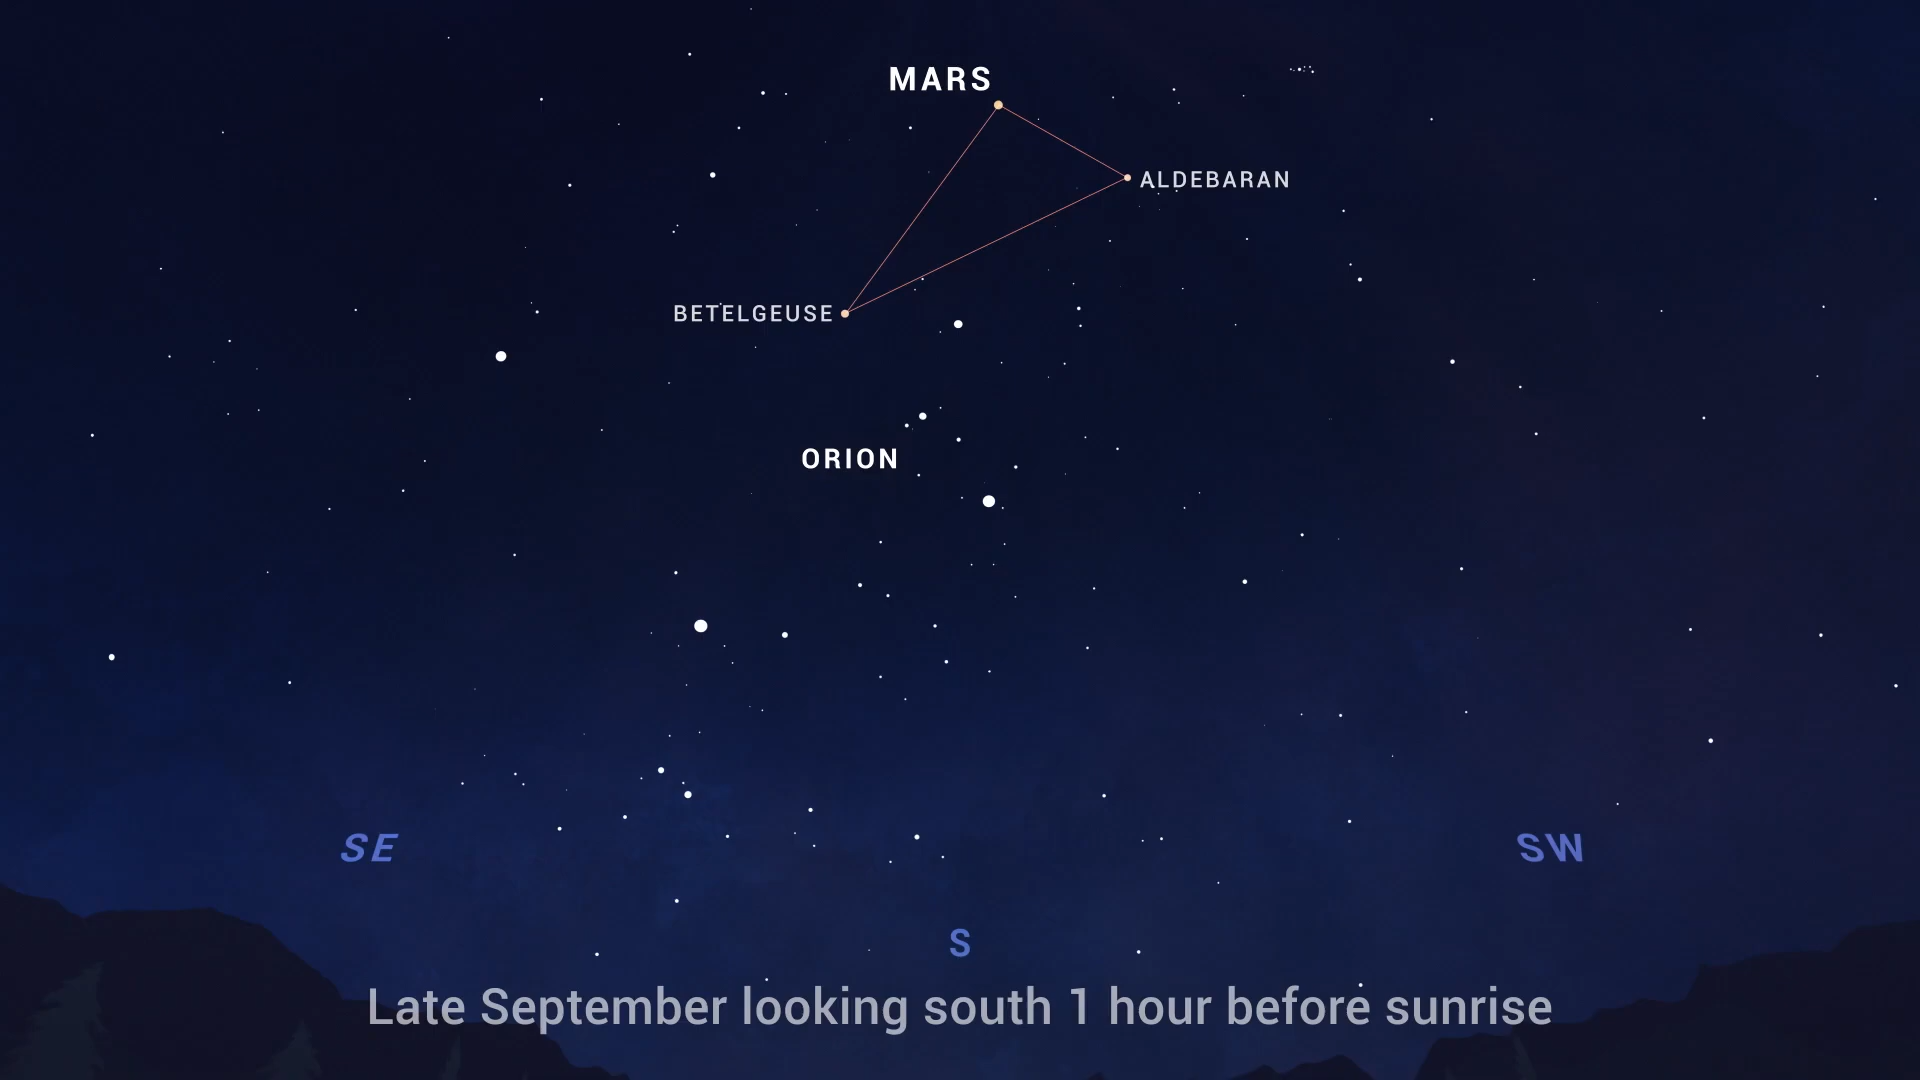 MARS
ALDEBARAN
BETELGEUSE
ORION
SE
SW
S
Late September looking south 1 hour before sunrise